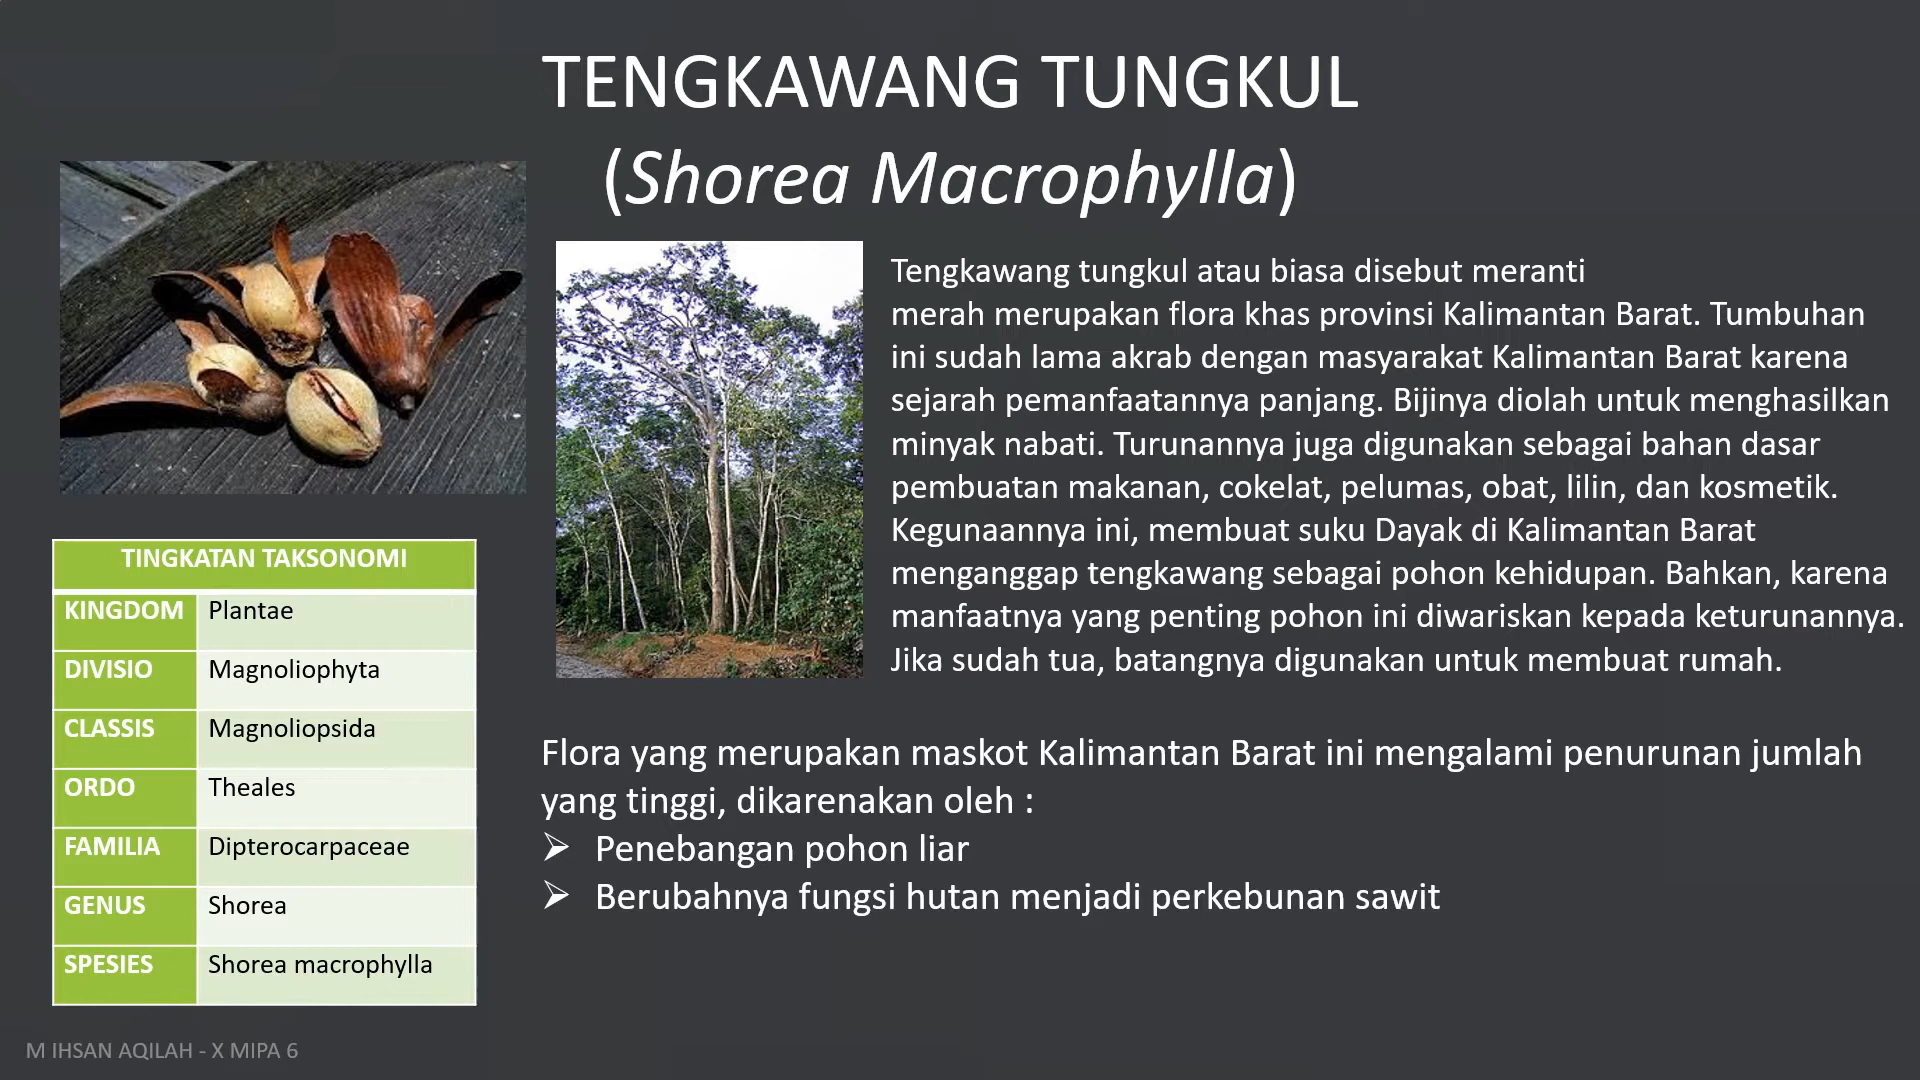 TENGKAWANG TUNGKUL
(Shorea Macrophylla)
Tengkawang tungkul atau biasa disebut meranti
merah merupakan flora khas provinsi Kalimantan Barat. Tumbuhan
ini sudah lama akrab dengan masyarakat Kalimantan Barat karena
sejarah pemanfaatannya panjang. Bijinya diolah untuk menghasilkan
minyak nabati. Turunannya juga digunakan sebagai bahan dasar
pembuatan makanan, cokelat, pelumas, obat, lilin, dan kosmetik.
Kegunaannya ini, membuat suku Dayak di Kalimantan Barat
menganggap tengkawang sebagai pohon kehidupan. Bahkan, karena
manfaatnya yang penting pohon ini diwariskan kepada keturunannya.
Jika sudah tua, batangnya digunakan untuk membuat rumah.
TINGKATAN TAKSONOMI
KINGDOM Plantae
DIVISIO Magnoliophyta
CLASSIS Magnoliopsida
ORDO Theales
FAMILIA Dipterocarpaceae
GENUS Shorea
SPESIES Shorea macrophylla
Flora yang merupakan maskot Kalimantan Barat ini mengalami penurunan jumlah
yang tinggi, dikarenakan oleh :
➢ Penebangan pohon liar
➢ Berubahnya fungsi hutan menjadi perkebunan sawit
M IHSAN AQILAH - X MIPA 6